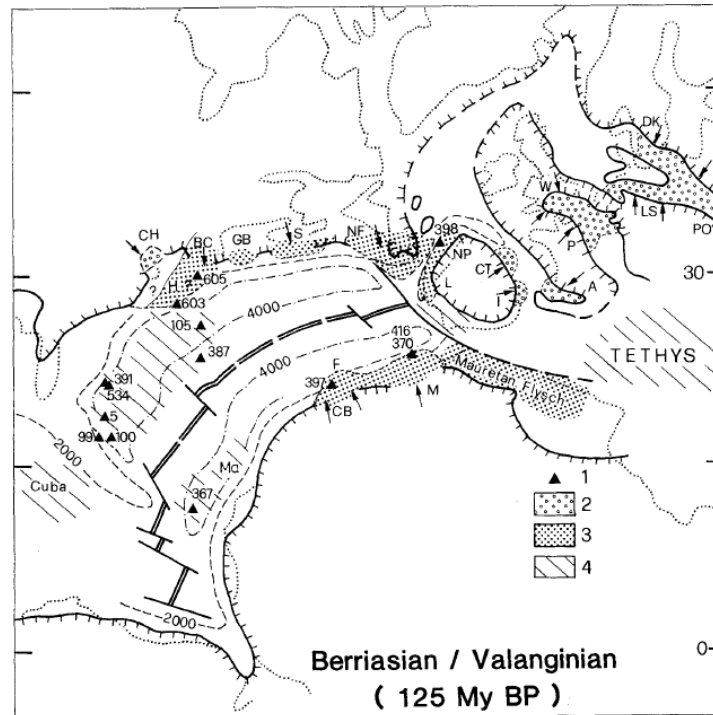 DK
W
LS
PO
CH
BC
GB
S
NF
398
NP
CT
P
30
H
605
L
I
A
?
603
4000
105
416
TETHYS
387
4000
370
391
F
Mauretan Flysch
534
397
M
5
CB
99
100
2000
Ma
1
Cuba
2
367
3
4
2000
Berriasian / Valanginian
0
( 125 My BP )